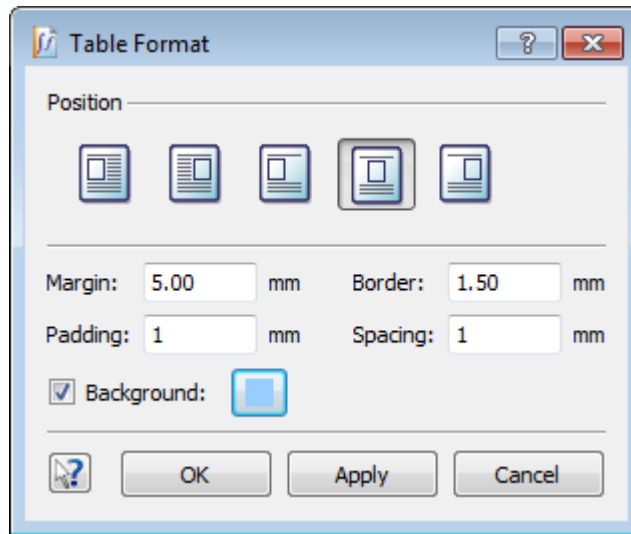 Table Format
Position
Margin: 5.00 mm Border: 1.50 mm
Padding: 1 mm Spacing: 1 mm
Background:
OK Apply Cancel